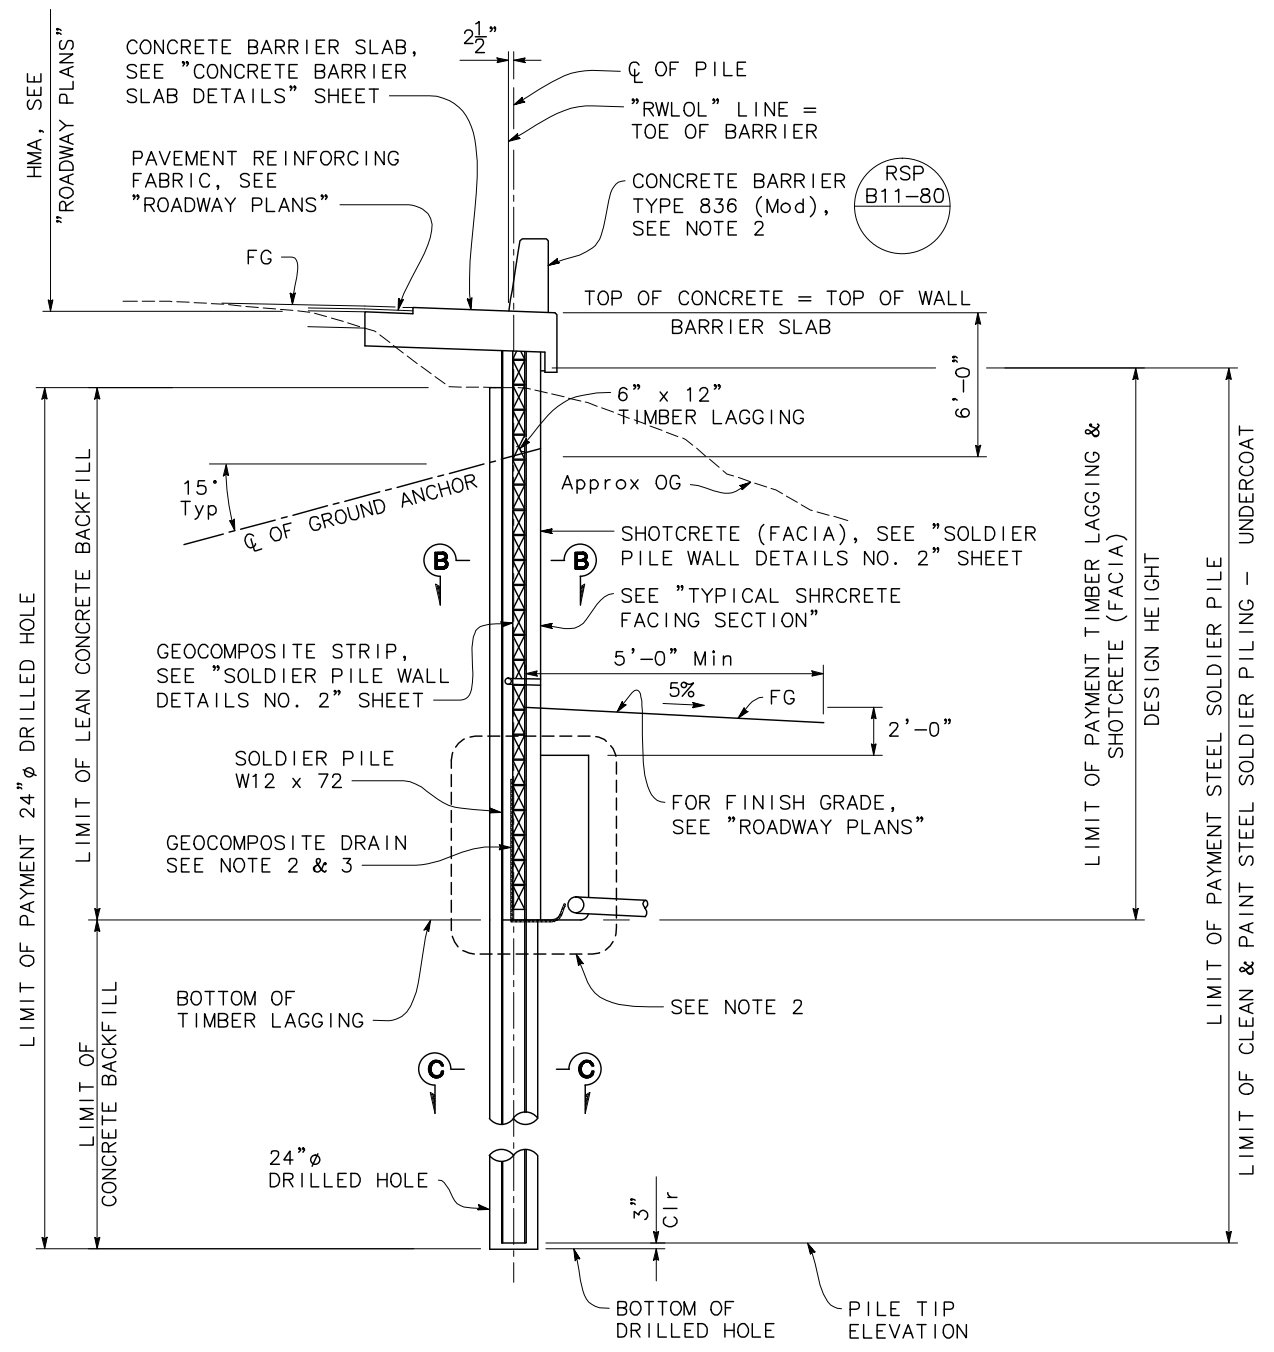 HMA, SEE
"ROADWAY PLANS"
CONCRETE BARRIER SLAB,
SEE "CONCRETE BARRIER
SLAB DETAILS" SHEET
2½"
℄ OF PILE
"RWLOL" LINE =
TOE OF BARRIER
PAVEMENT REINFORCING
FABRIC, SEE
"ROADWAY PLANS"
CONCRETE BARRIER
TYPE 836 (Mod),
SEE NOTE 2
RSP
B11-80
FG
TOP OF CONCRETE = TOP OF WALL
BARRIER SLAB
6'-0"
6" x 12"
TIMBER LAGGING
15°
Typ
℄ OF GROUND ANCHOR
Approx OG
SHOTCRETE (FACIA), SEE "SOLDIER
PILE WALL DETAILS NO. 2" SHEET
B
B
SEE "TYPICAL SHRCRETE
FACING SECTION"
GEOCOMPOSITE STRIP,
SEE "SOLDIER PILE WALL
DETAILS NO. 2" SHEET
5'-0" Min
5%
FG
2'-0"
SOLDIER PILE
W12 x 72
FOR FINISH GRADE,
SEE "ROADWAY PLANS"
GEOCOMPOSITE DRAIN
SEE NOTE 2 & 3
BOTTOM OF
TIMBER LAGGING
SEE NOTE 2
C
C
24"ø
DRILLED HOLE
3"
Clr
BOTTOM OF
DRILLED HOLE
PILE TIP
ELEVATION
LIMIT OF PAYMENT 24"ø DRILLED HOLE
LIMIT OF LEAN CONCRETE BACKFILL
LIMIT OF
CONCRETE BACKFILL
LIMIT OF PAYMENT TIMBER LAGGING &
SHOTCRETE (FACIA)
DESIGN HEIGHT
LIMIT OF PAYMENT STEEL SOLDIER PILE
LIMIT OF CLEAN & PAINT STEEL SOLDIER PILING - UNDERCOAT